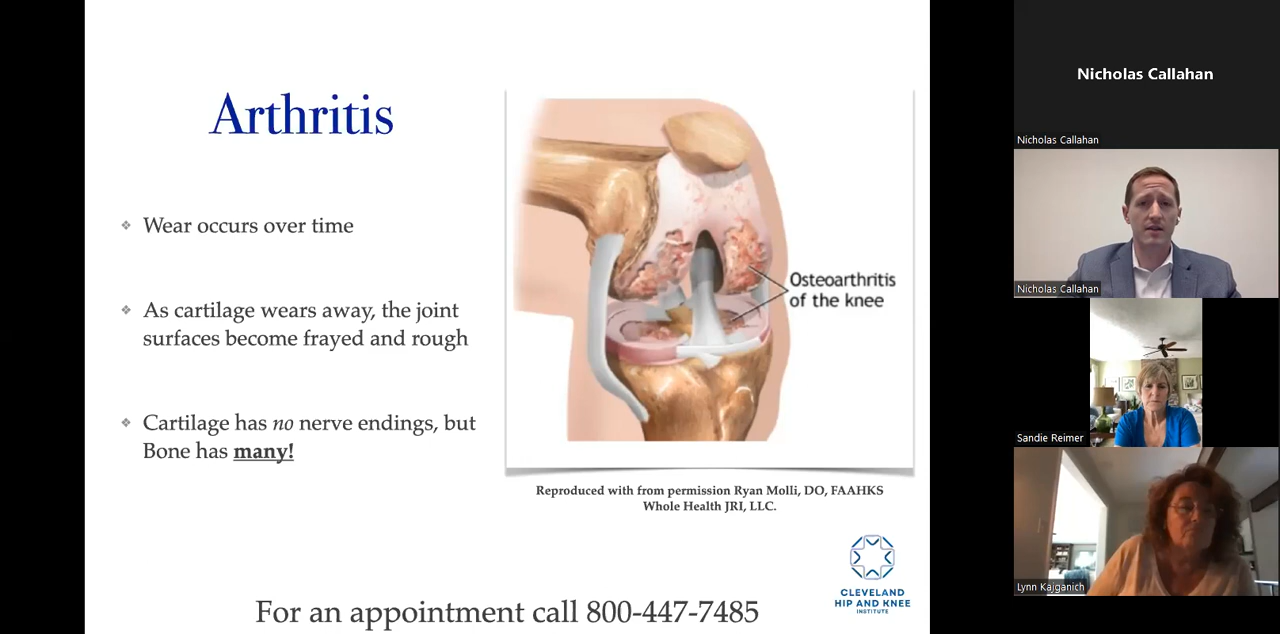 Arthritis
Wear occurs over time
As cartilage wears away, the joint
surfaces become frayed and rough
Cartilage has no nerve endings, but
Bone has many!
Osteoarthritis
of the knee
Reproduced with from permission Ryan Molli, DO, FAAHKS
Whole Health JRI, LLC.
CLEVELAND
HIP AND KNEE
INSTITUTE
For an appointment call 800-447-7485
Nicholas Callahan
Nicholas Callahan
Nicholas Callahan
Sandie Reimer
Lynn Kajganich